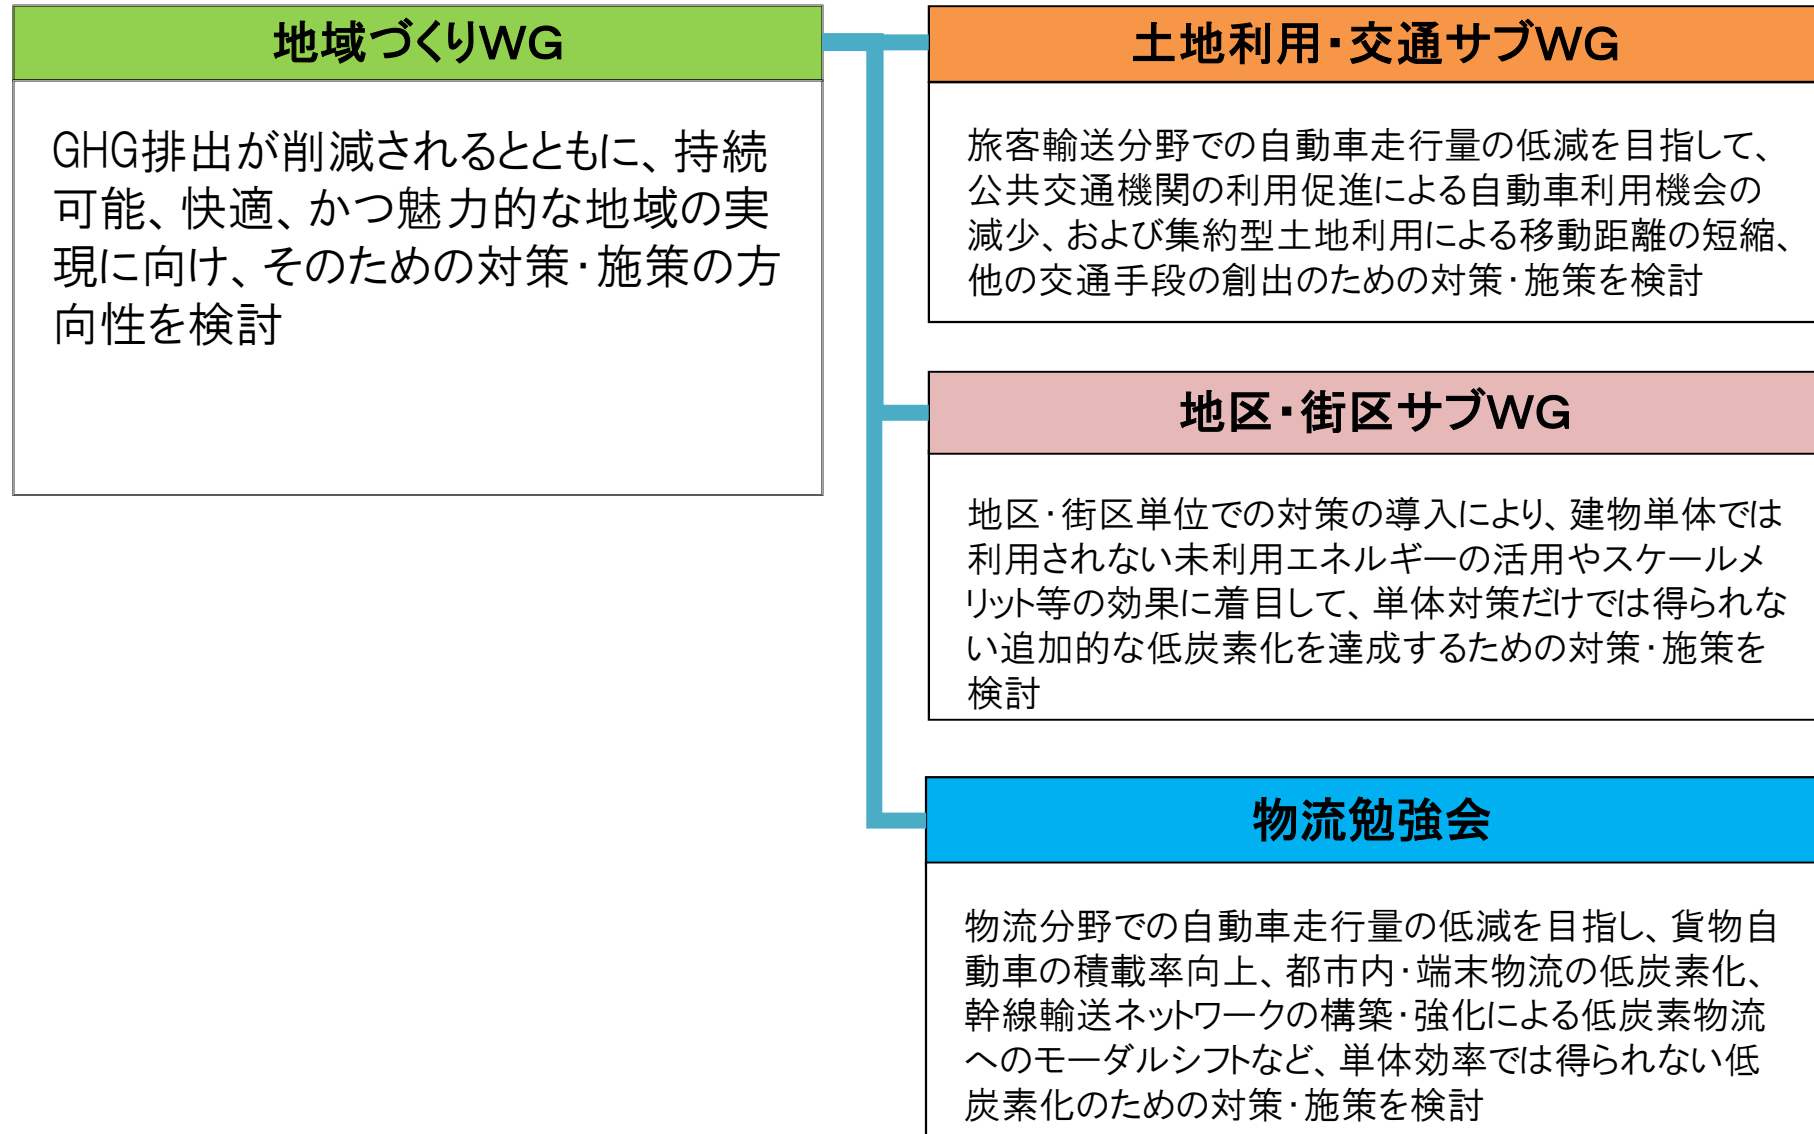 地域づくりWG
GHG排出が削減されるとともに、持続
可能、快適、かつ魅力的な地域の実
現に向け、そのための対策・施策の方
向性を検討
土地利用・交通サブWG
旅客輸送分野での自動車走行量の低減を目指して、
公共交通機関の利用促進による自動車利用機会の
減少、および集約型土地利用による移動距離の短縮、
他の交通手段の創出のための対策・施策を検討
地区・街区サブWG
地区・街区単位での対策の導入により、建物単体では
利用されない未利用エネルギーの活用やスケールメ
リット等の効果に着目して、単体対策だけでは得られな
い追加的な低炭素化を達成するための対策・施策を
検討
物流勉強会
物流分野での自動車走行量の低減を目指し、貨物自
動車の積載率向上、都市内・端末物流の低炭素化、
幹線輸送ネットワークの構築・強化による低炭素物流
へのモーダルシフトなど、単体効率では得られない低
炭素化のための対策・施策を検討